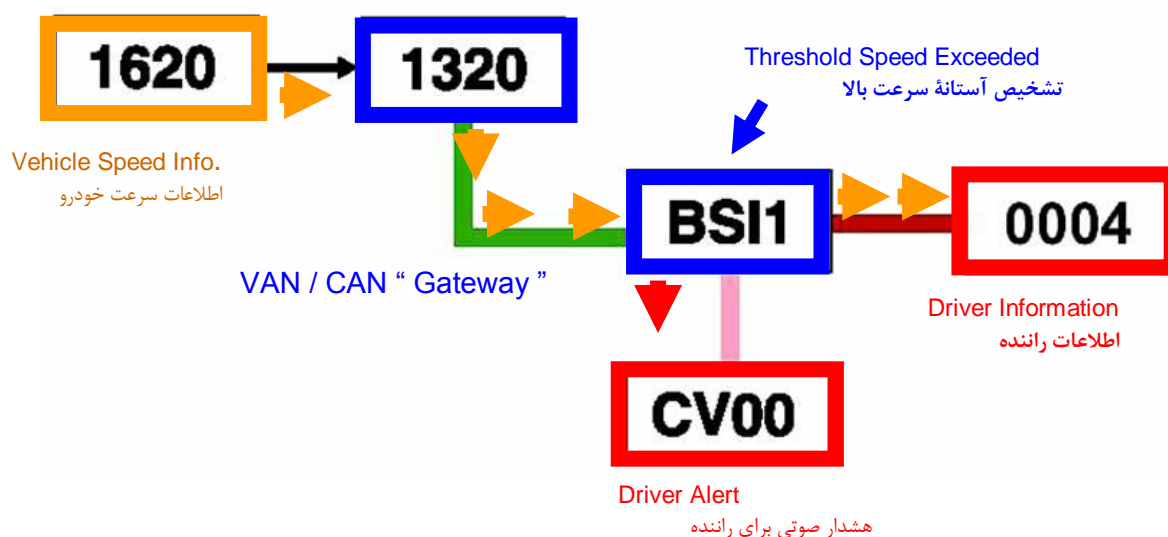 1620
1320
Threshold Speed Exceeded
تشخیص آستانۀ سرعت بالا
Vehicle Speed Info.
اطلاعات سرعت خودرو
BSI1
0004
VAN / CAN “ Gateway ”
Driver Information
اطلاعات راننده
CV00
Driver Alert
هشدار صوتی برای راننده